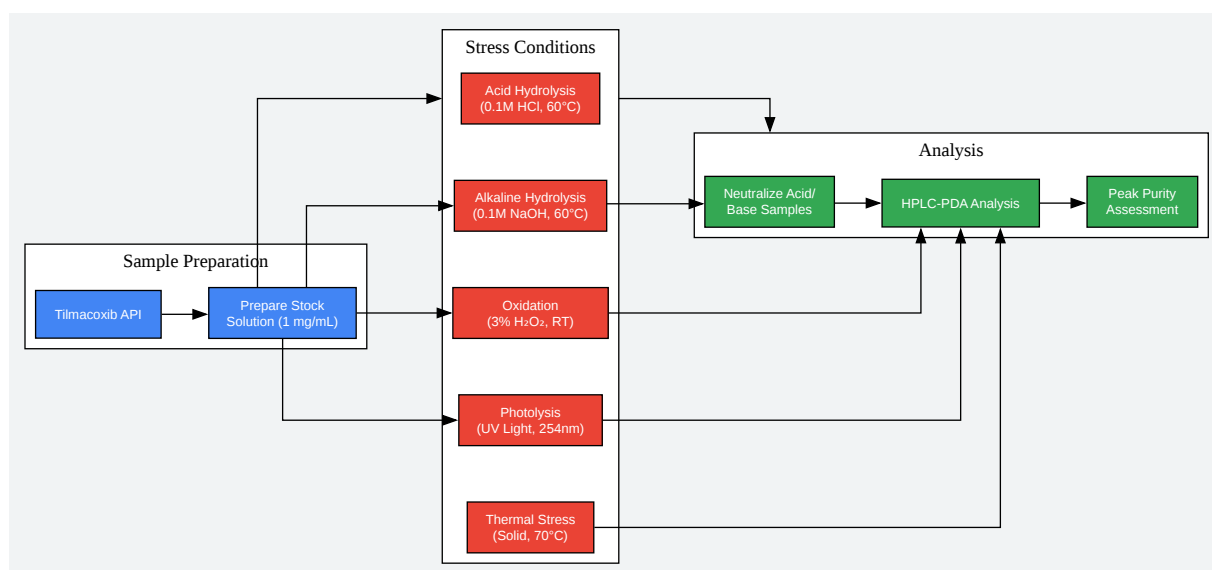 Stress Conditions
Acid Hydrolysis
(0.1M HCl, 60°C)
Alkaline Hydrolysis
(0.1M NaOH, 60°C)
Oxidation
(3% H₂O₂, RT)
Photolysis
(UV Light, 254nm)
Thermal Stress
(Solid, 70°C)
Sample Preparation
Tilmacoxib API
Prepare Stock
Solution (1 mg/mL)
Analysis
Neutralize Acid/
Base Samples
HPLC-PDA Analysis
Peak Purity
Assessment